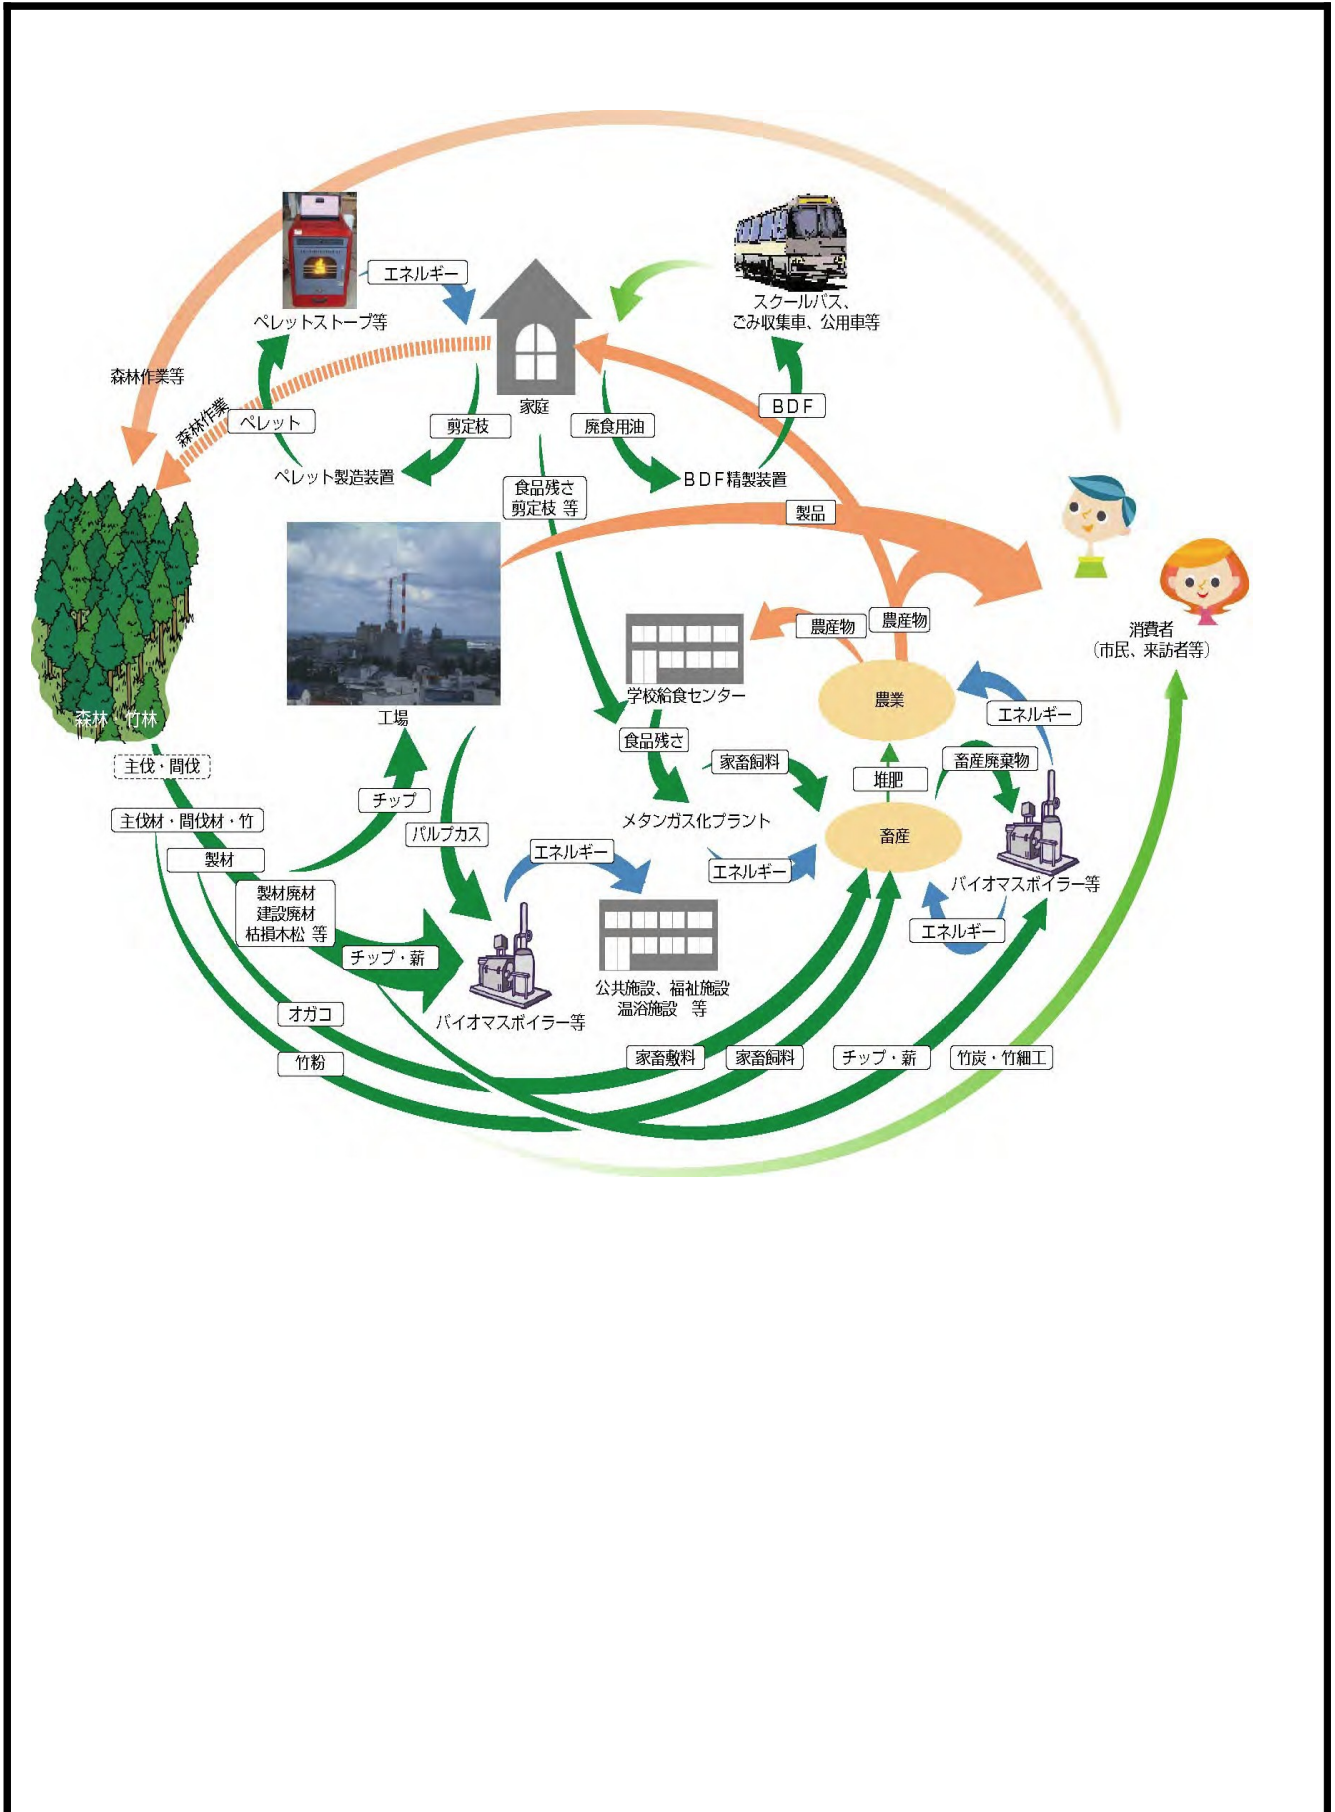 エネルギー
ペレットストーブ等
スクールバス、
ごみ収集車、公用車等
森林作業等
森林作業
ペレット
剪定枝
家庭
廃食用油
BDF
ペレット製造装置
食品残さ
剪定枝 等
BDF精製装置
製品
農産物
農産物
消費者
(市民、来訪者等)
学校給食センター
農業
エネルギー
森林 竹林
工場
食品残さ
家畜飼料
堆肥
畜産廃棄物
主伐・間伐
チップ
パルプカス
メタンガス化プラント
畜産
主伐材・間伐材・竹
製材
エネルギー
エネルギー
バイオマスボイラー等
製材廃材
建設廃材
枯損木松 等
エネルギー
チップ・薪
公共施設、福祉施設
温浴施設 等
バイオマスボイラー等
オガコ
竹粉
家畜敷料
家畜飼料
チップ・薪
竹炭・竹細工